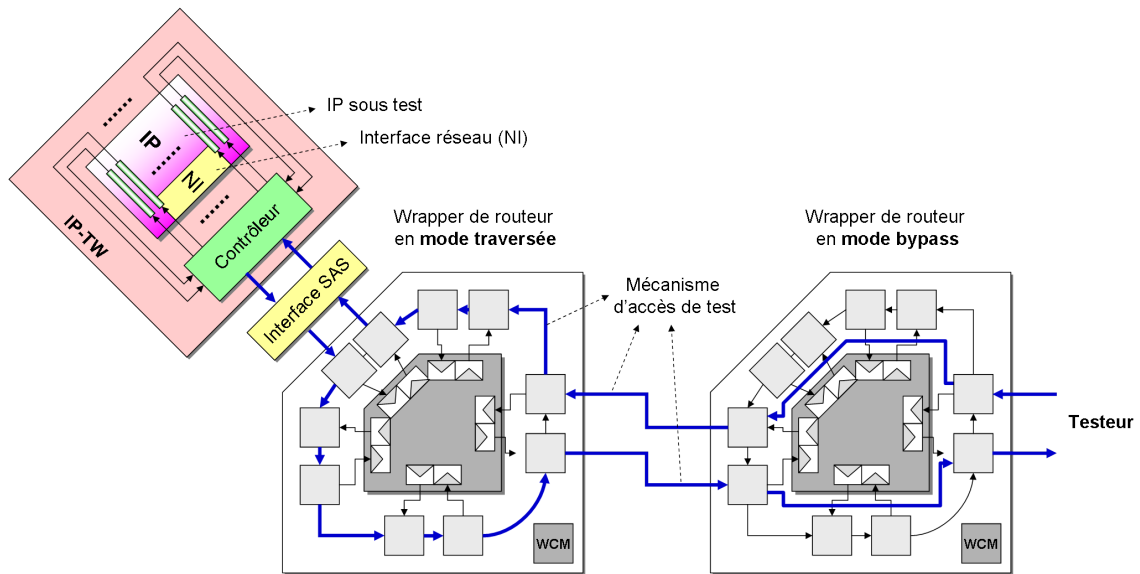 IP sous test
Interface réseau (NI)
IP
NI
IP-TW
Contrôleur
Interface SAS
Wrapper de routeur
en mode traversée
Wrapper de routeur
en mode bypass
Mécanisme
d'accès de test
Testeur
WCM
WCM